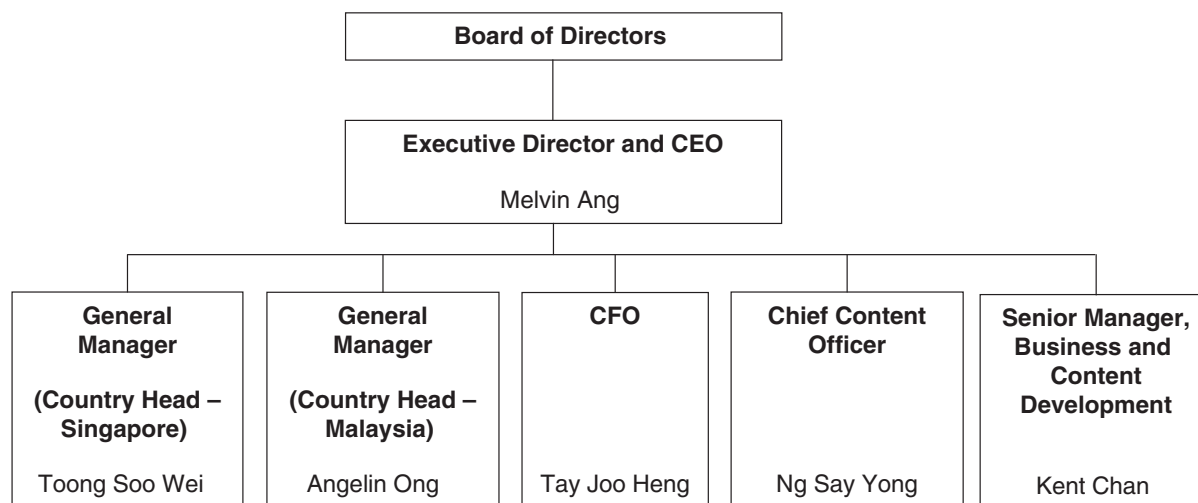 Board of Directors
Executive Director and CEO
Melvin Ang
General
Manager
(Country Head –
Singapore)
Toong Soo Wei
General
Manager
(Country Head –
Malaysia)
Angelin Ong
CFO
Tay Joo Heng
Chief Content
Officer
Ng Say Yong
Senior Manager,
Business and
Content
Development
Kent Chan